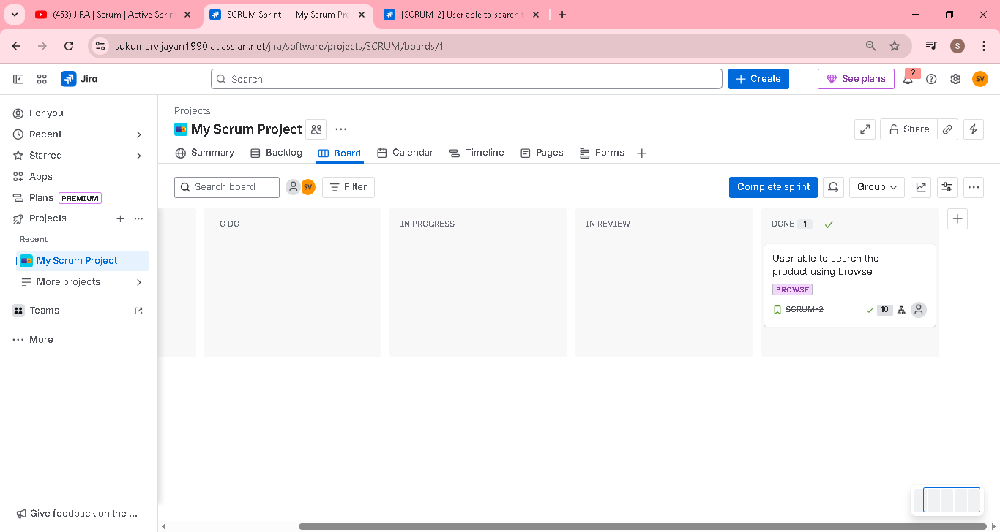 (453) JIRA | Scrum | Active Sprin
SCRUM Sprint 1 - My Scrum Pro
[SCRUM-2] User able to search t
sukumarvijayan1990.atlassian.net/jira/software/projects/SCRUM/boards/1
S
Jira
Search
Create
See plans
2
SV
For you
Recent
Starred
Apps
Plans PREMIUM
Projects
Recent
My Scrum Project
More projects
Teams
More
Give feedback on the ...
Projects
My Scrum Project
Share
Summary
Backlog
Board
Calendar
Timeline
Pages
Forms
Search board
SV
Filter
Complete sprint
Group
TO DO
IN PROGRESS
IN REVIEW
DONE 1
User able to search the
product using browse
BROWSE
SCRUM-2
10